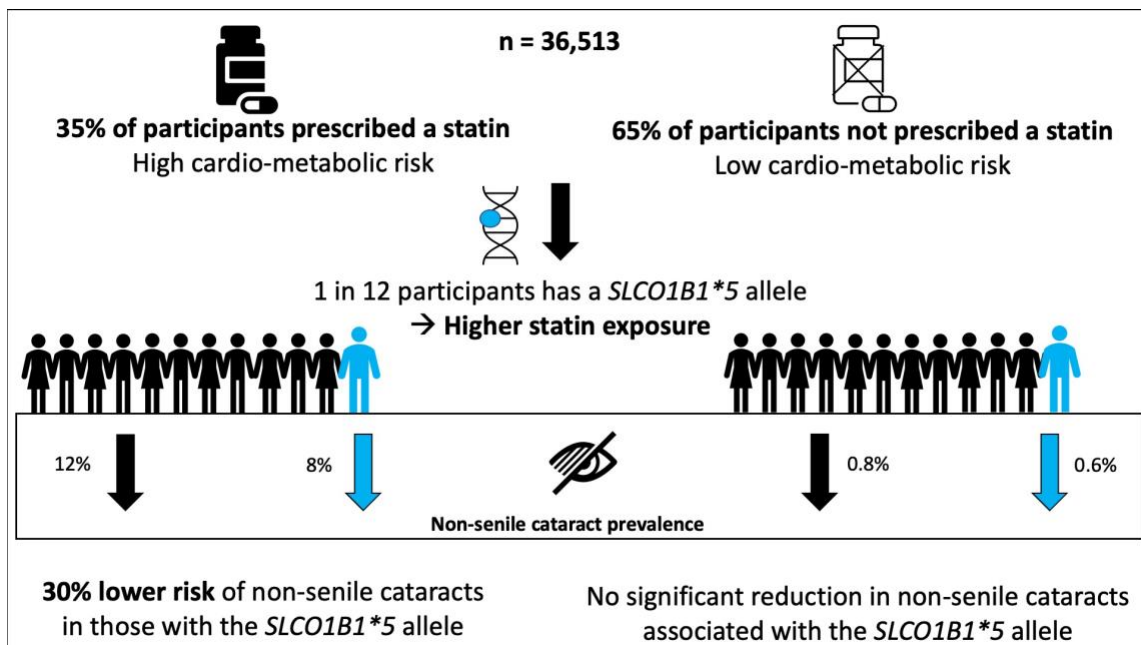 n = 36,513
35% of participants prescribed a statin
High cardio-metabolic risk
65% of participants not prescribed a statin
Low cardio-metabolic risk
1 in 12 participants has a SLCO1B1*5 allele
→ Higher statin exposure
12%
8%
0.8%
0.6%
Non-senile cataract prevalence
30% lower risk of non-senile cataracts
in those with the SLCO1B1*5 allele
No significant reduction in non-senile cataracts
associated with the SLCO1B1*5 allele